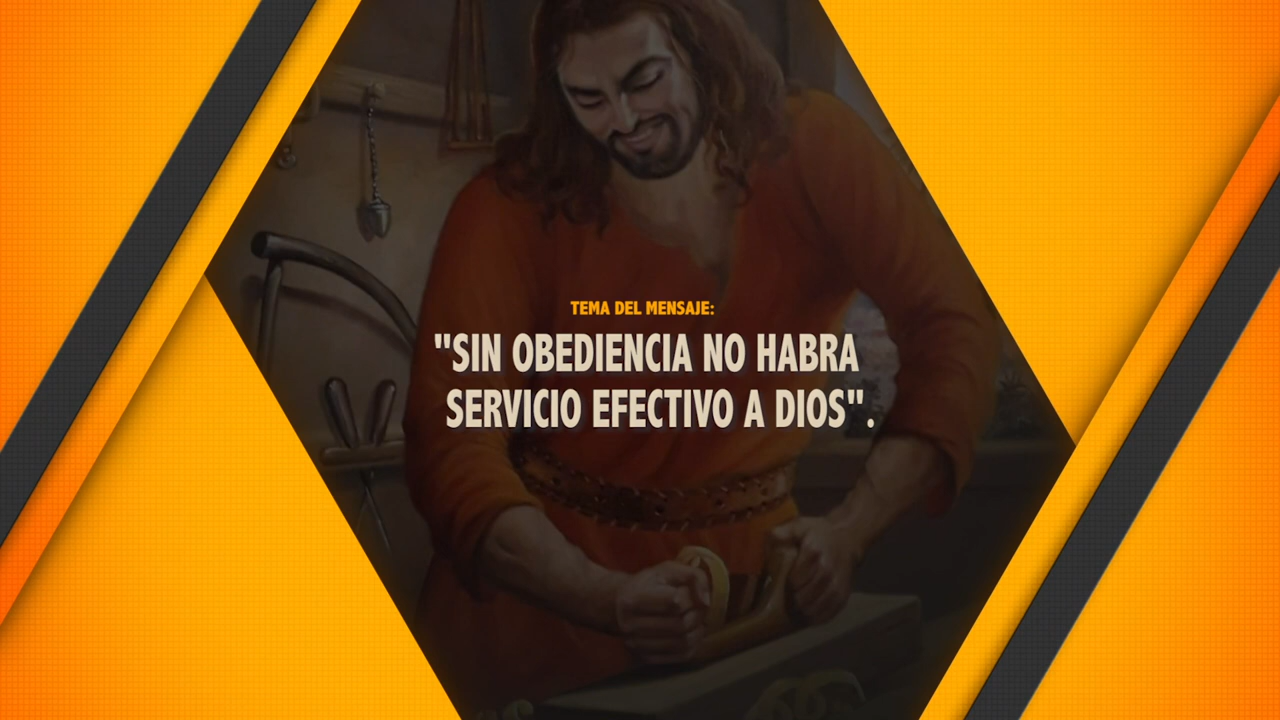 TEMA DEL MENSAJE:
"SIN OBEDIENCIA NO HABRA
SERVICIO EFECTIVO A DIOS".